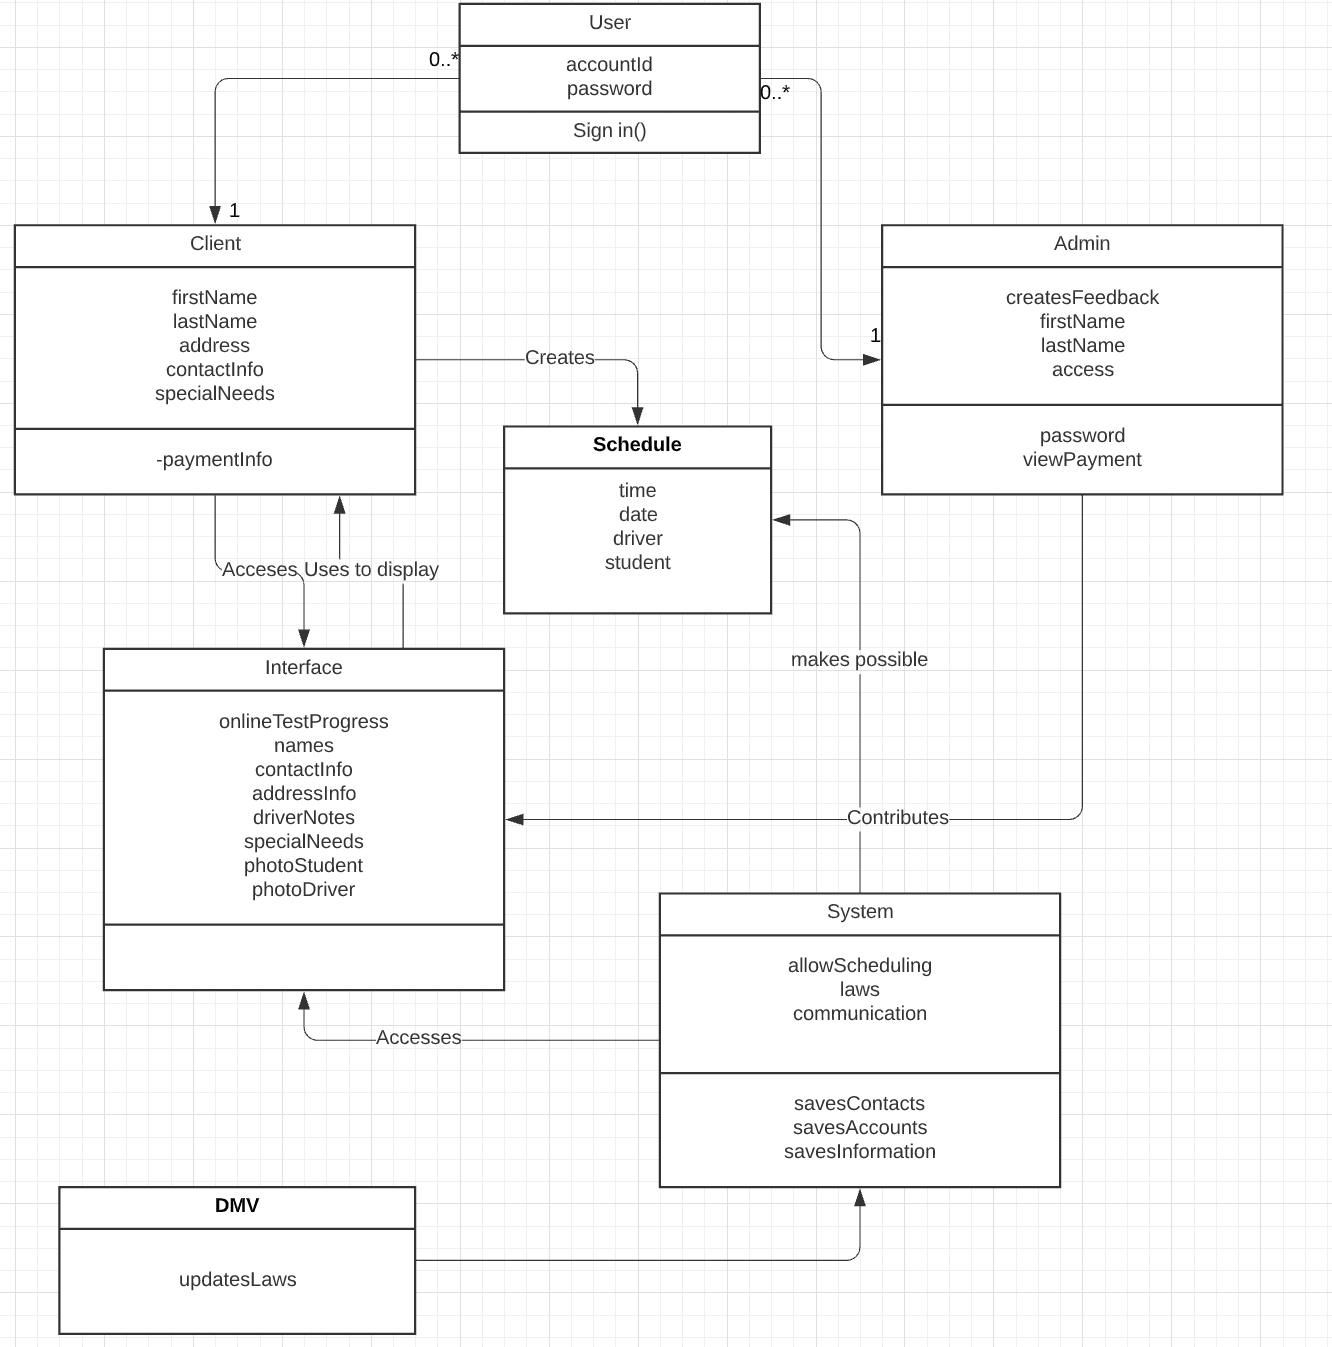 User
accountId
password
Sign in()
0..*
0..*
1
1
Client
firstName
lastName
address
contactInfo
specialNeeds
-paymentInfo
Admin
createsFeedback
firstName
lastName
access
password
viewPayment
Creates
Schedule
time
date
driver
student
Acceses
Uses to display
makes possible
Contributes
Interface
onlineTestProgress
names
contactInfo
addressInfo
driverNotes
specialNeeds
photoStudent
photoDriver
System
allowScheduling
laws
communication
savesContacts
savesAccounts
savesInformation
Accesses
DMV
updatesLaws